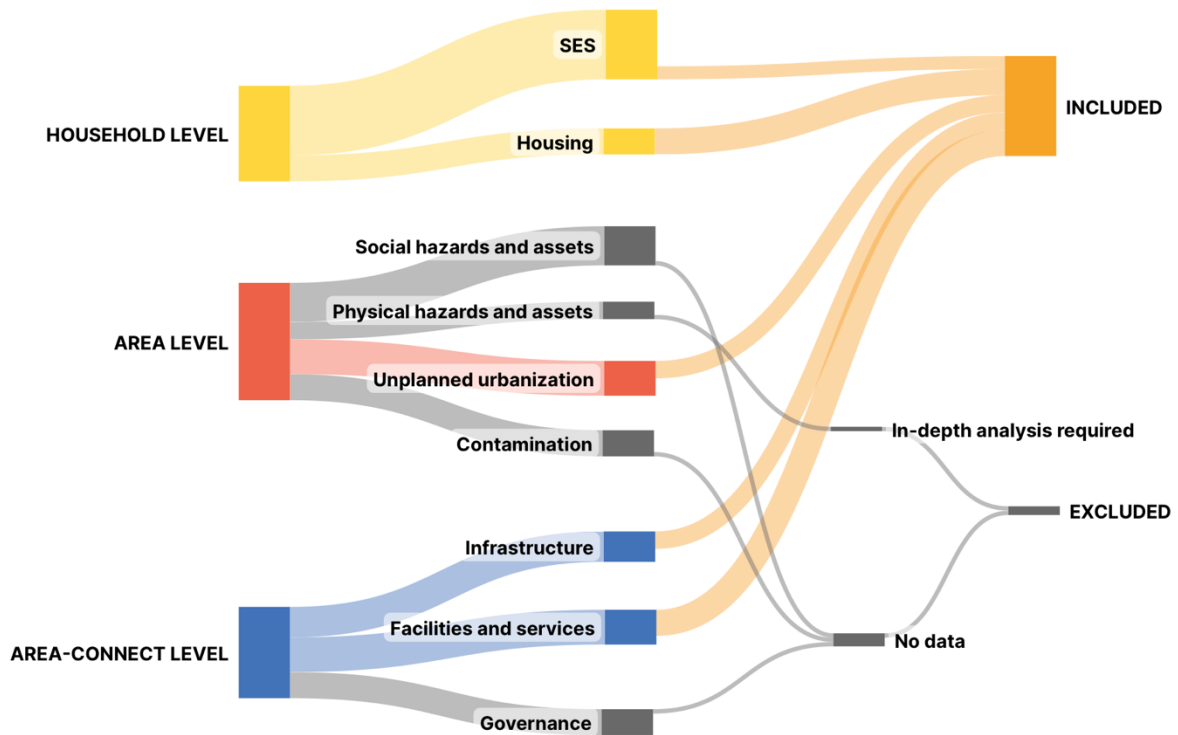 SES
HOUSEHOLD LEVEL
Housing
INCLUDED
Social hazards and assets
Physical hazards and assets
AREA LEVEL
Unplanned urbanization
Contamination
In-depth analysis required
EXCLUDED
Infrastructure
Facilities and services
No data
AREA-CONNECT LEVEL
Governance